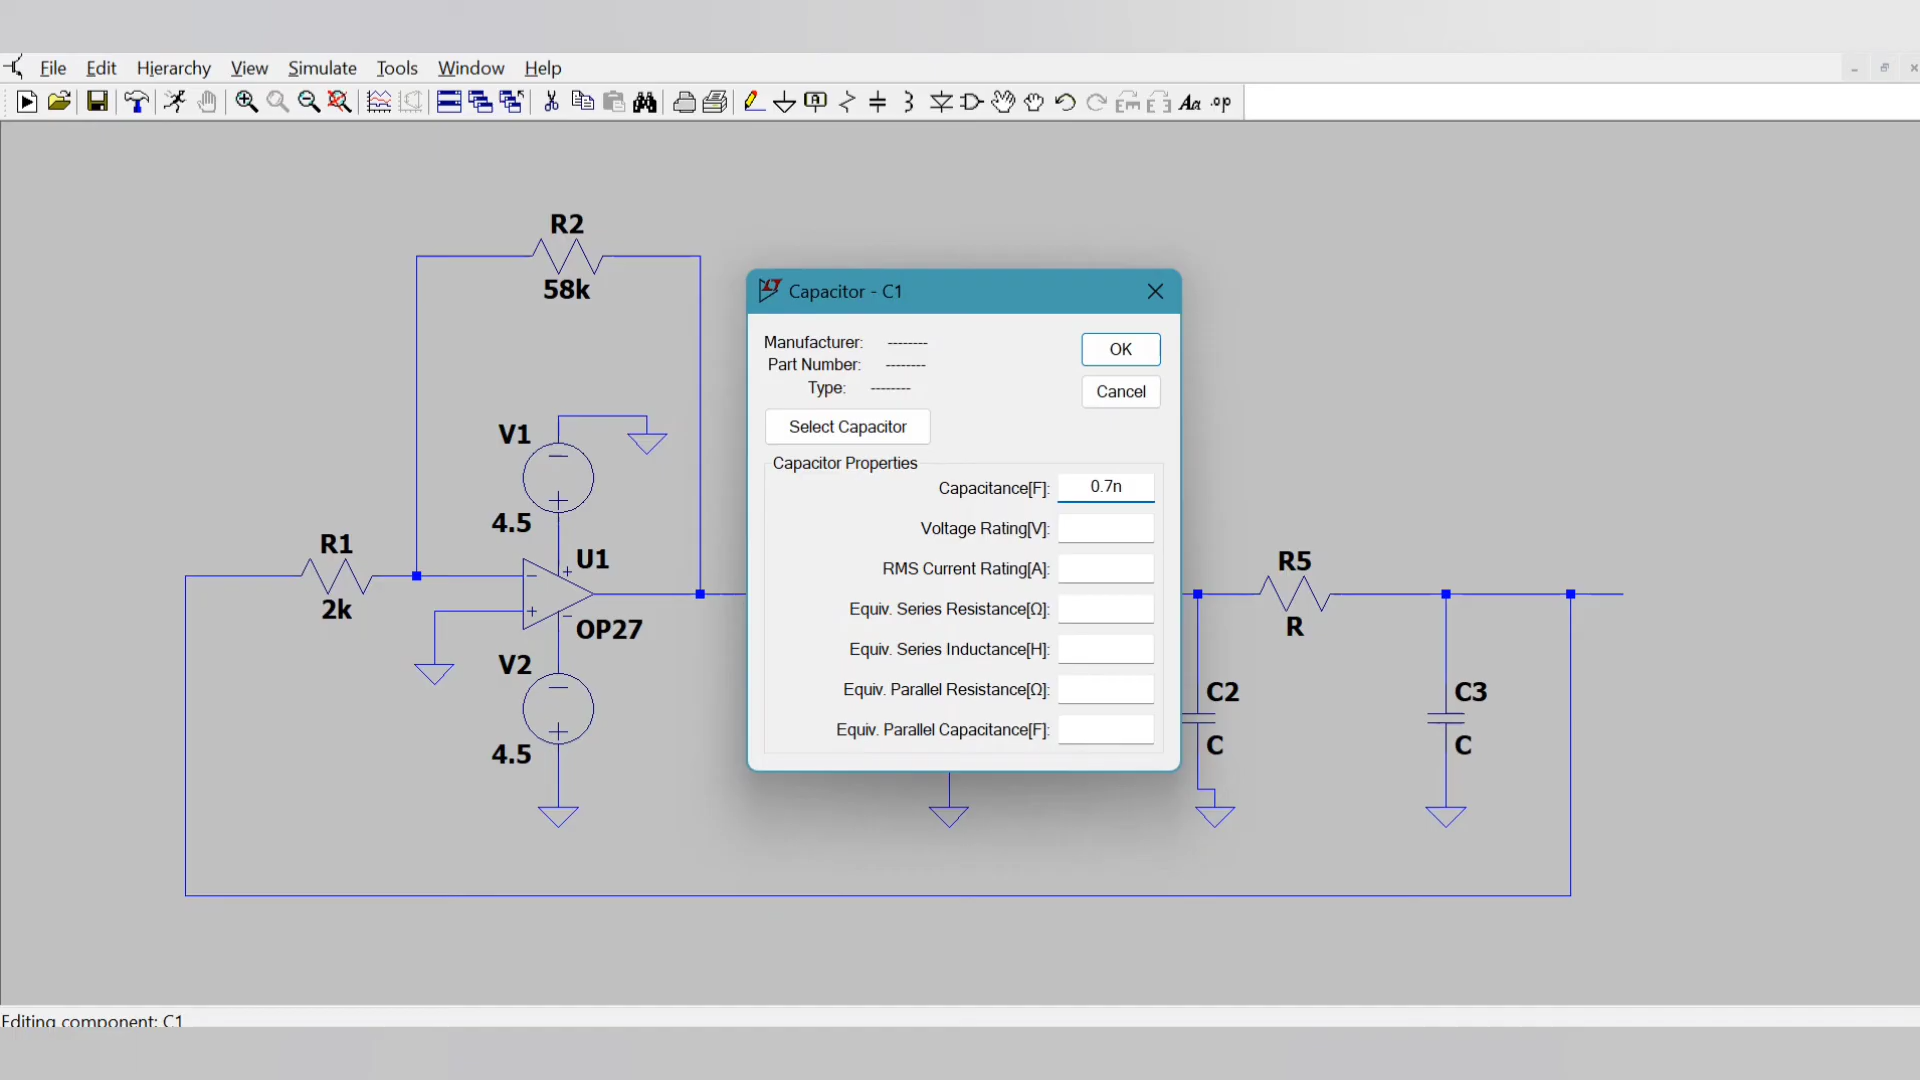 File Edit Hierarchy View Simulate Tools Window Help
Aa .op
R2
58k
V1
4.5
R1
2k
U1
OP27
V2
4.5
Capacitor - C1
Manufacturer: --------
Part Number: --------
Type: --------
OK
Cancel
Select Capacitor
Capacitor Properties
Capacitance[F]: 0.7n
Voltage Rating[V]:
RMS Current Rating[A]:
Equiv. Series Resistance[Ω]:
Equiv. Series Inductance[H]:
Equiv. Parallel Resistance[Ω]:
Equiv. Parallel Capacitance[F]:
R5
R
C2
C
C3
C
Editing component: C1